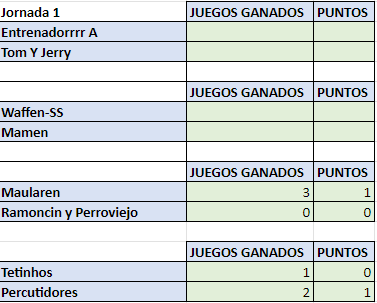 Jornada 1 JUEGOS GANADOS PUNTOS
Entrenadorrrr A
Tom Y Jerry
JUEGOS GANADOS PUNTOS
Waffen-SS
Mamen
JUEGOS GANADOS PUNTOS
Maularen 3 1
Ramoncin y Perroviejo 0 0
JUEGOS GANADOS PUNTOS
Tetinhos 1 0
Percutidores 2 1